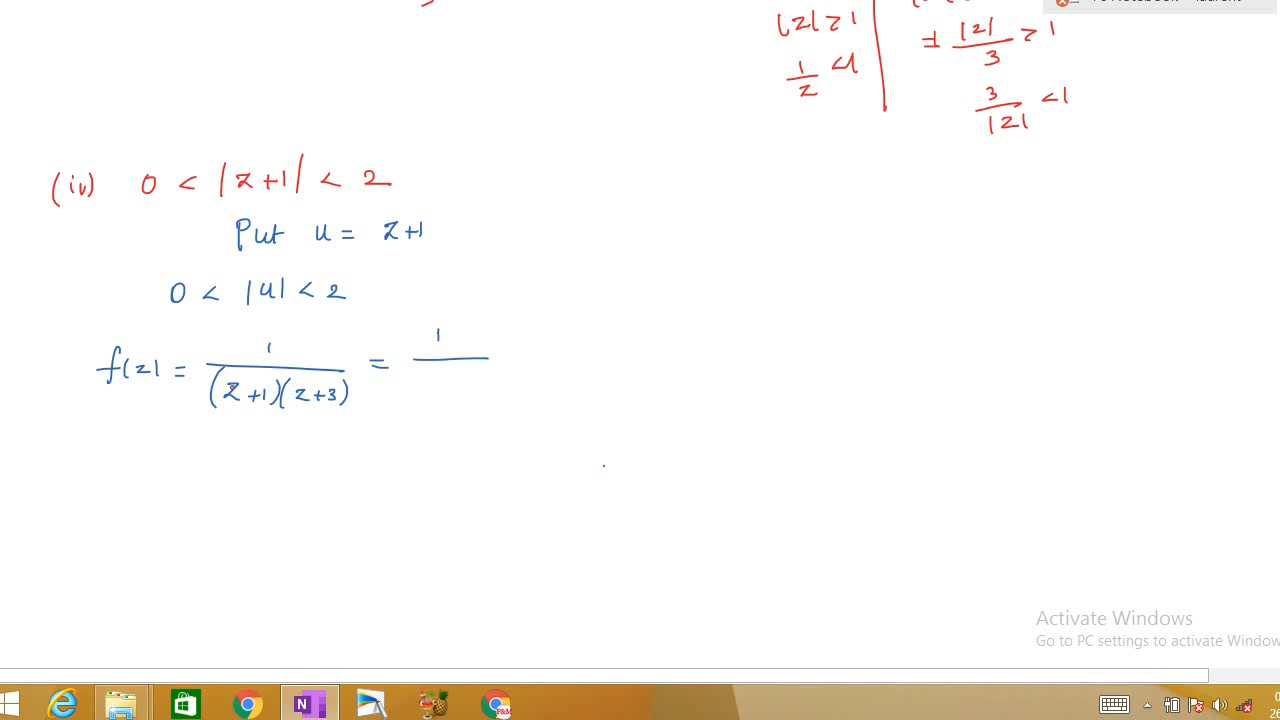 |z| > 1
1/z < 1
± |z|/3 > 1
3/|z| < 1
(iv) 0 < |z+1| < 2
Put u = z+1
0 < |u| < 2
f(z) = 1/((z+1)(z+3)) = 1/
Activate Windows
Go to PC settings to activate Window